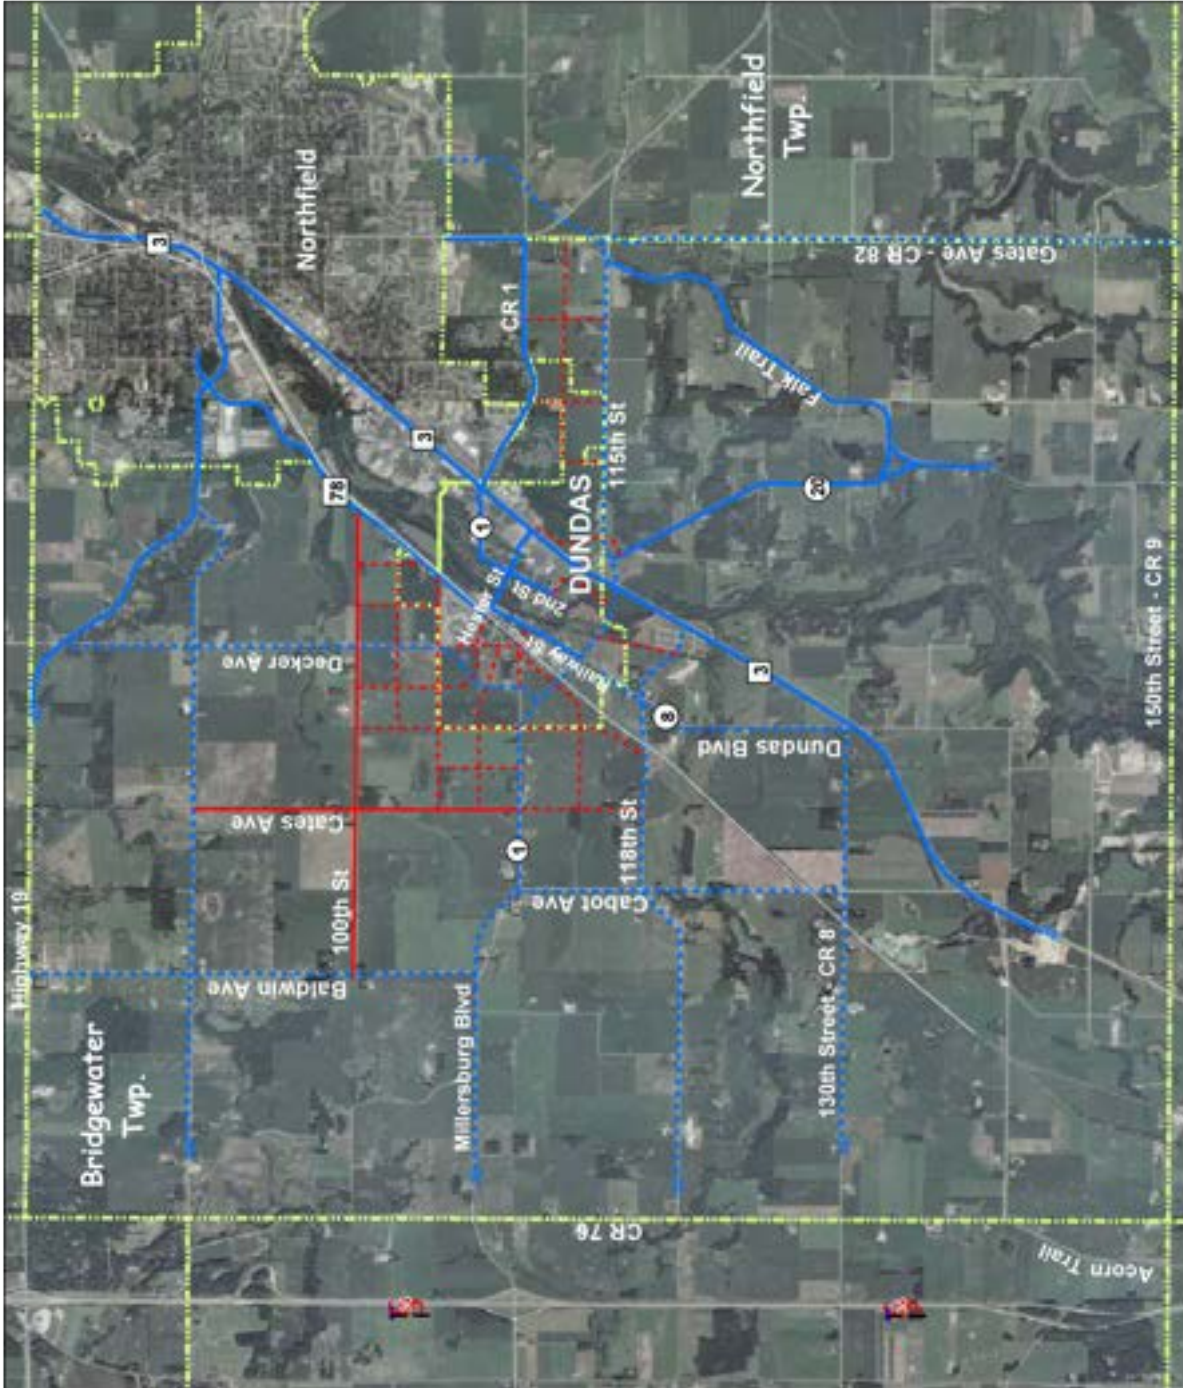 Highway 19
Bridgewater
Twp.
Northfield
3
78
3
100th St
Baldwin Ave
Cates Ave
Decker Ave
CR 1
1
1
Millersburg Blvd
2nd St
Railway St
DUNDAS
115th St
118th St
Cabot Ave
8
Dundas Blvd
3
20
Falk Trail
Northfield
Twp.
Gates Ave - CR 82
CR 76
130th Street - CR 8
Acorn Trail
150th Street - CR 9